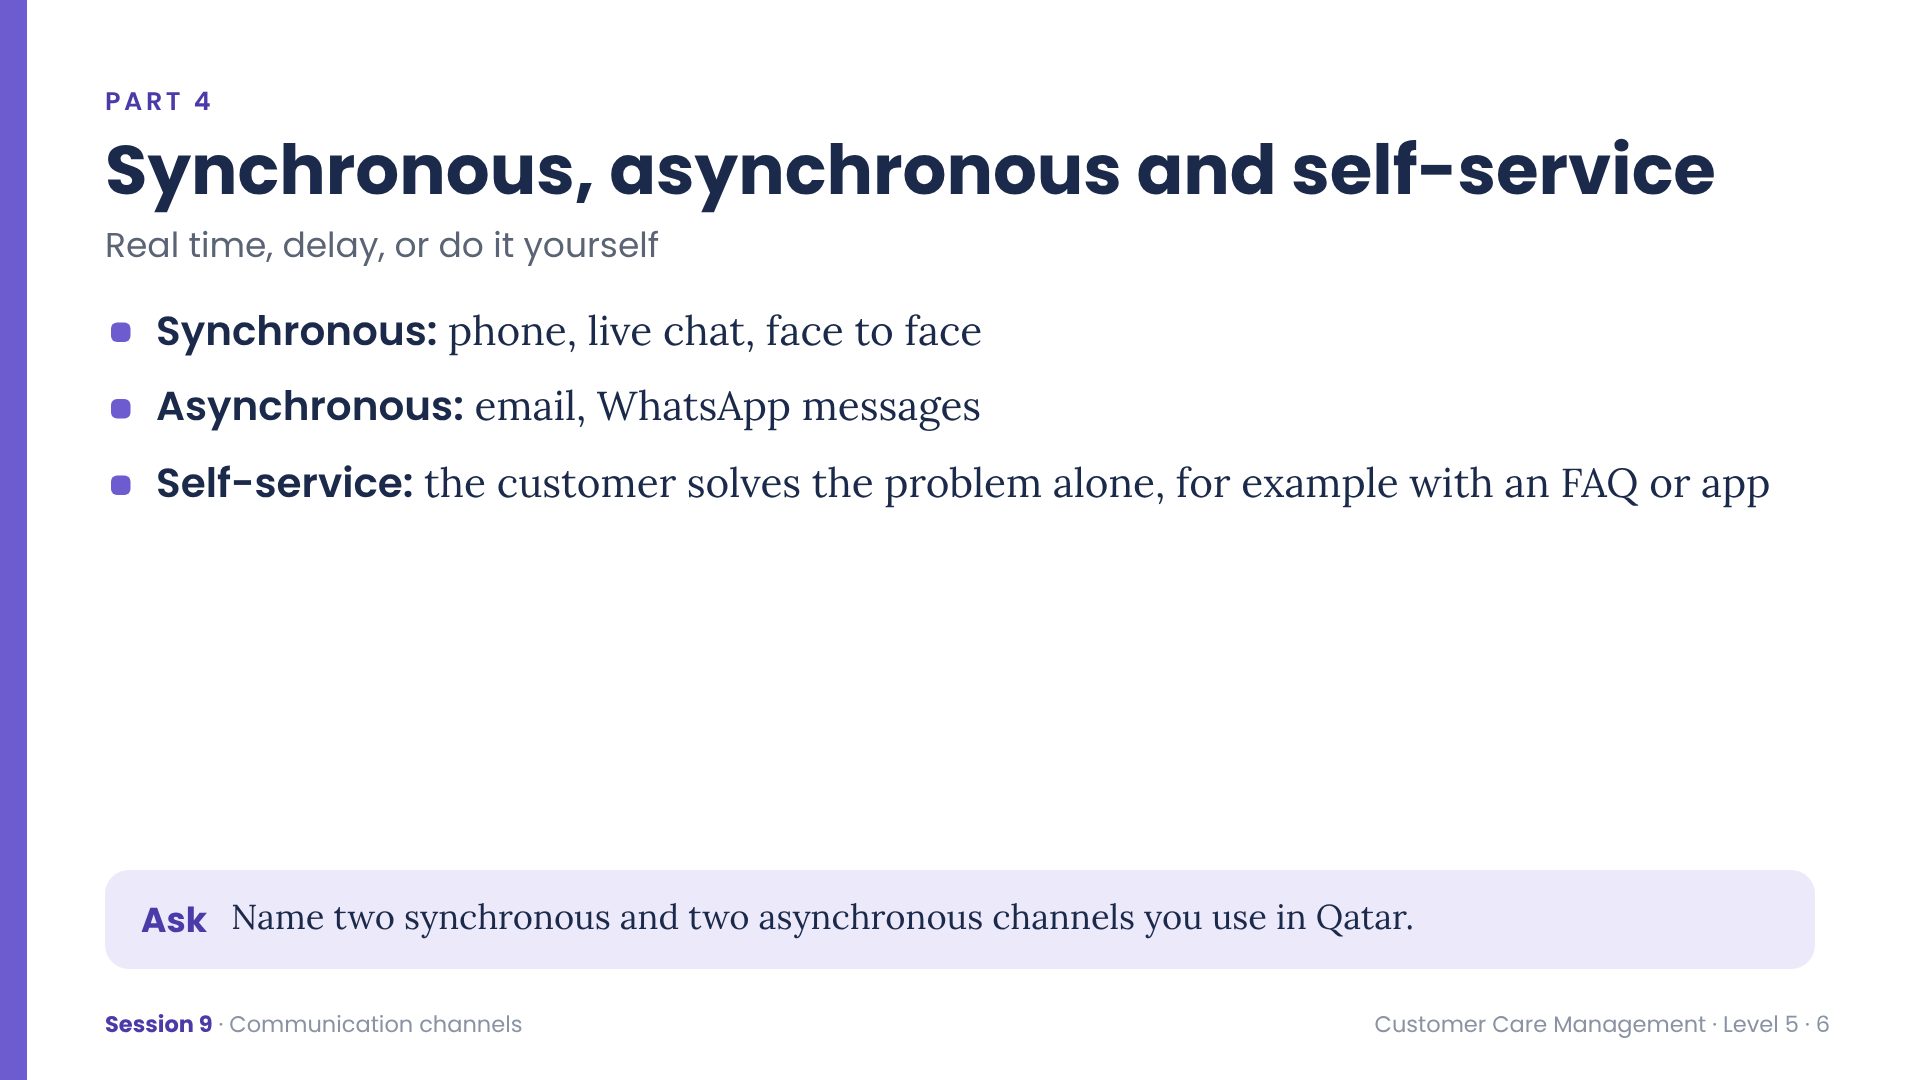 PART 4
Synchronous, asynchronous and self-service
Real time, delay, or do it yourself
Synchronous: phone, live chat, face to face
Asynchronous: email, WhatsApp messages
Self-service: the customer solves the problem alone, for example with an FAQ or app
Ask Name two synchronous and two asynchronous channels you use in Qatar.
Session 9 · Communication channels
Customer Care Management · Level 5 · 6